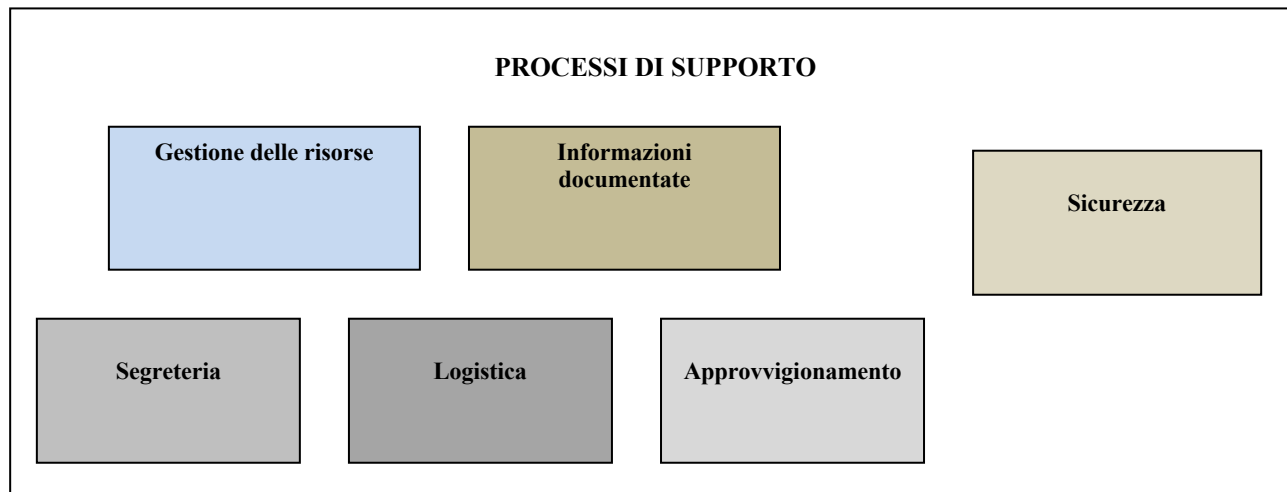 PROCESSI DI SUPPORTO
Gestione delle risorse
Informazioni
documentate
Sicurezza
Segreteria
Logistica
Approvvigionamento